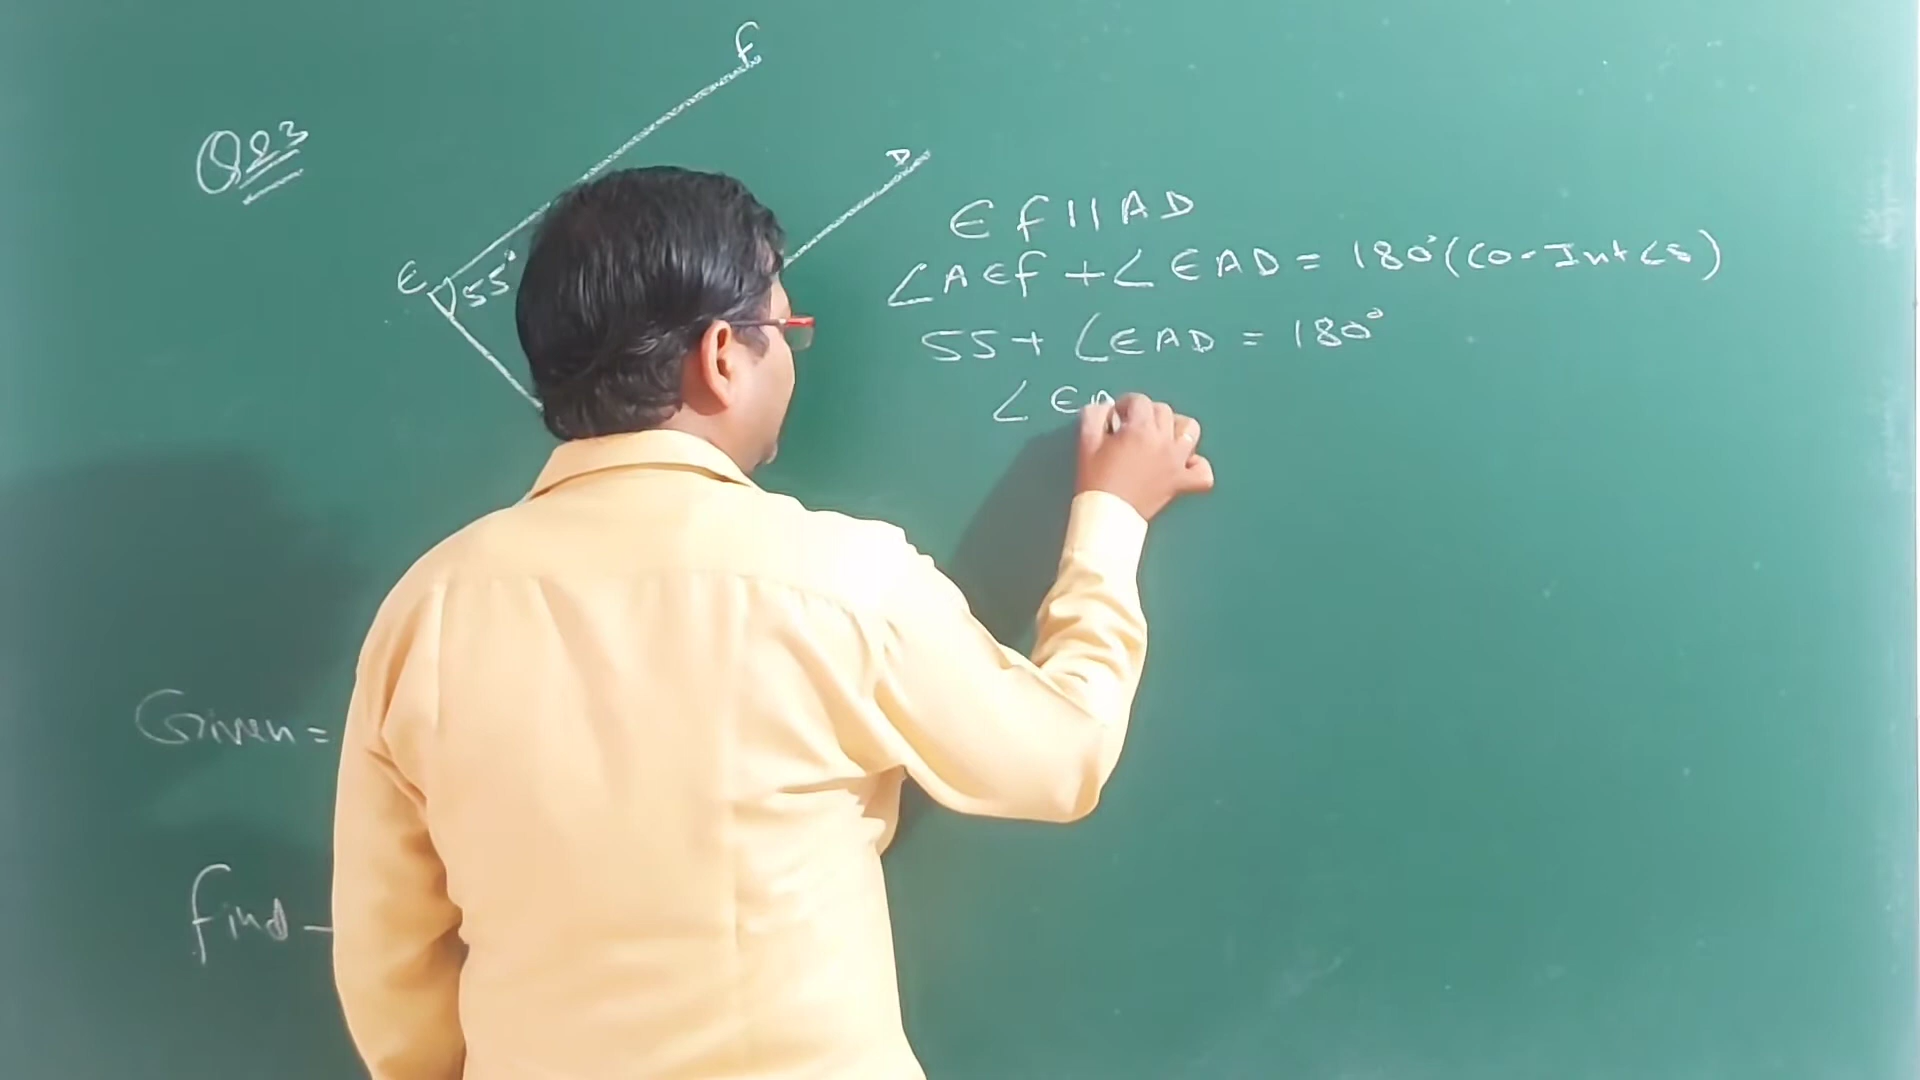 Q23
F
D
E 55°
EF || AD
∠AEF + ∠EAD = 180° (Co-Int ∠s)
55 + ∠EAD = 180°
∠EA
Given =
Find -